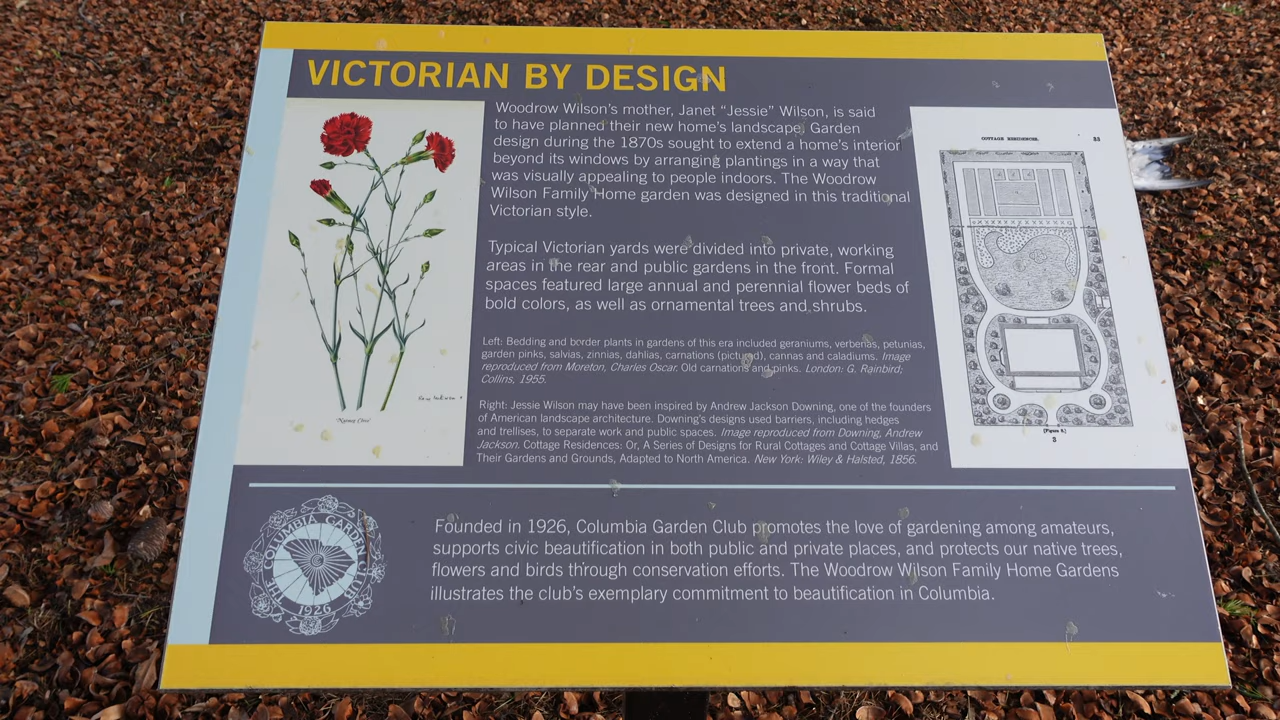 VICTORIAN BY DESIGN
Woodrow Wilson's mother, Janet "Jessie" Wilson, is said
to have planned their new home's landscape. Garden
design during the 1870s sought to extend a home's interior
beyond its windows by arranging plantings in a way that
was visually appealing to people indoors. The Woodrow
Wilson Family Home garden was designed in this traditional
Victorian style.
Typical Victorian yards were divided into private, working
areas in the rear and public gardens in the front. Formal
spaces featured large annual and perennial flower beds of
bold colors, as well as ornamental trees and shrubs.
Left: Bedding and border plants in gardens of this era included geraniums, verbenas, petunias,
garden pinks, salvias, zinnias, dahlias, carnations (pictured), cannas and caladiums. Image
reproduced from Moreton, Charles Oscar. Old carnations and pinks. London: G. Rainbird;
Collins, 1955.
Right: Jessie Wilson may have been inspired by Andrew Jackson Downing, one of the founders
of American landscape architecture. Downing's designs used barriers, including hedges
and trellises, to separate work and public spaces. Image reproduced from Downing, Andrew
Jackson. Cottage Residences: Or, A Series of Designs for Rural Cottages and Cottage Villas, and
Their Gardens and Grounds, Adapted to North America. New York: Wiley & Halsted, 1856.
COTTAGE RESIDENCES. 33
3
COLUMBIA GARDEN CLUB
1926
Founded in 1926, Columbia Garden Club promotes the love of gardening among amateurs,
supports civic beautification in both public and private places, and protects our native trees,
flowers and birds through conservation efforts. The Woodrow Wilson Family Home Gardens
illustrates the club's exemplary commitment to beautification in Columbia.